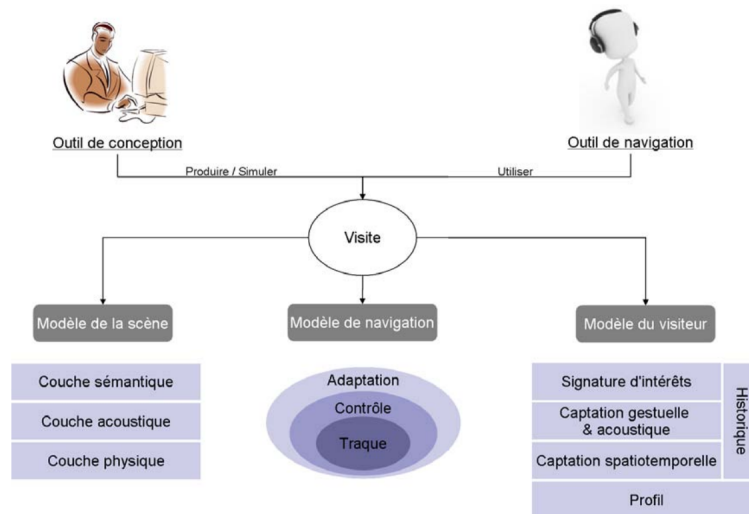 Outil de conception
Outil de navigation
Produire / Simuler
Utiliser
Visite
Modèle de la scène
Modèle de navigation
Modèle du visiteur
Couche sémantique
Couche acoustique
Couche physique
Adaptation
Contrôle
Traque
Signature d'intérêts
Captation gestuelle
& acoustique
Captation spatiotemporelle
Historique
Profil